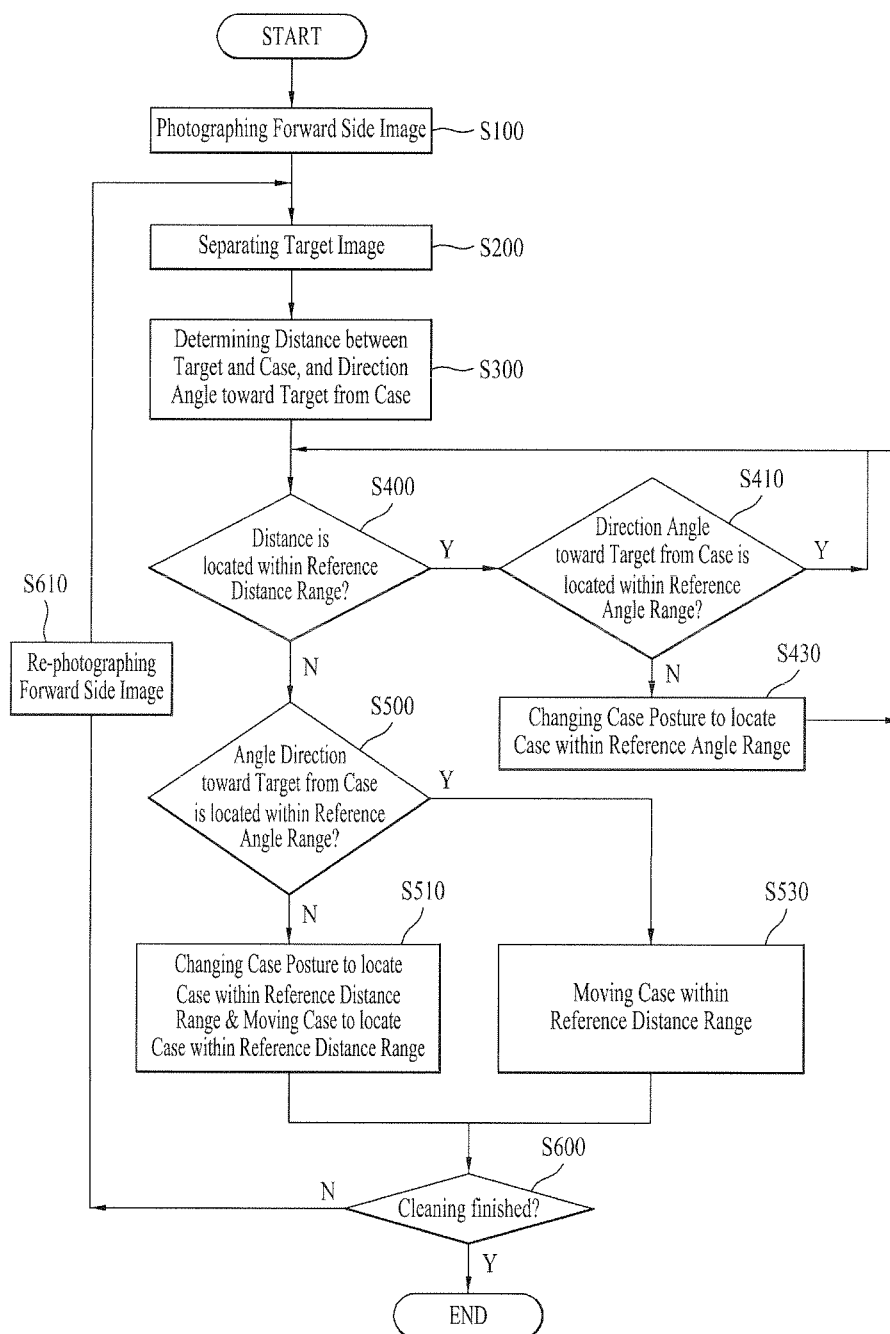 START
Photographing Forward Side Image
S100
Separating Target Image
S200
Determining Distance between
Target and Case, and Direction
Angle toward Target from Case
S300
S400
Distance is
located within Reference
Distance Range?
Y
N
S410
Direction Angle
toward Target from Case is
located within Reference
Angle Range?
Y
N
S430
Changing Case Posture to locate
Case within Reference Angle Range
S610
Re-photographing
Forward Side Image
S500
Angle Direction
toward Target from Case
is located within Reference
Angle Range?
Y
N
S510
Changing Case Posture to locate
Case within Reference Distance
Range & Moving Case to locate
Case within Reference Distance Range
S530
Moving Case within
Reference Distance Range
S600
Cleaning finished?
N
Y
END